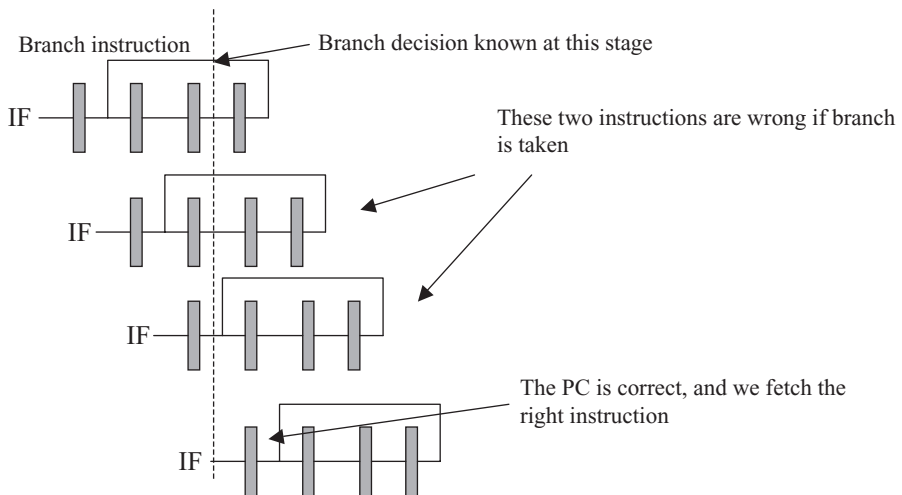 Branch instruction
Branch decision known at this stage
IF
These two instructions are wrong if branch
is taken
IF
IF
The PC is correct, and we fetch the
right instruction
IF